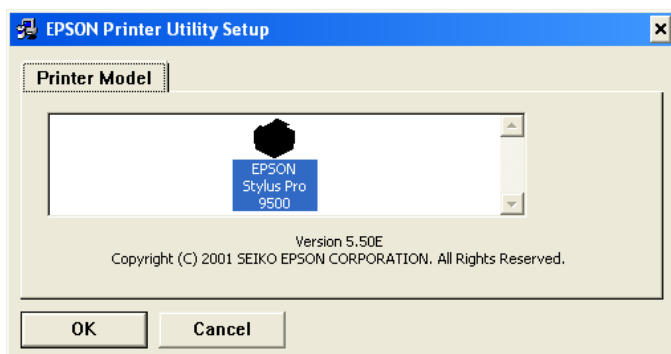 EPSON Printer Utility Setup
Printer Model
EPSON
Stylus Pro
9500
Version 5.50E
Copyright (C) 2001 SEIKO EPSON CORPORATION. All Rights Reserved.
OK Cancel